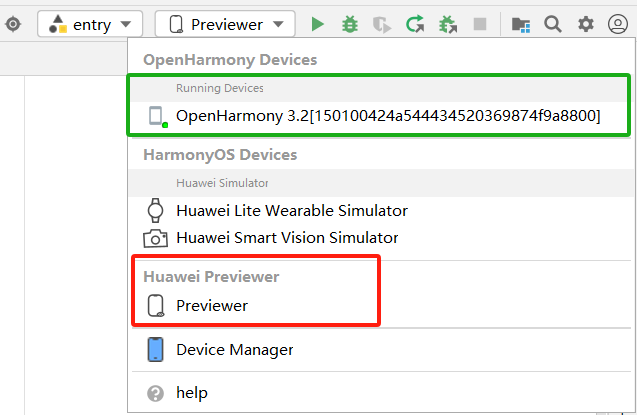 entry
Previewer
OpenHarmony Devices
Running Devices
OpenHarmony 3.2[150100424a544434520369874f9a8800]
HarmonyOS Devices
Huawei Simulator
Huawei Lite Wearable Simulator
Huawei Smart Vision Simulator
Huawei Previewer
Previewer
Device Manager
help